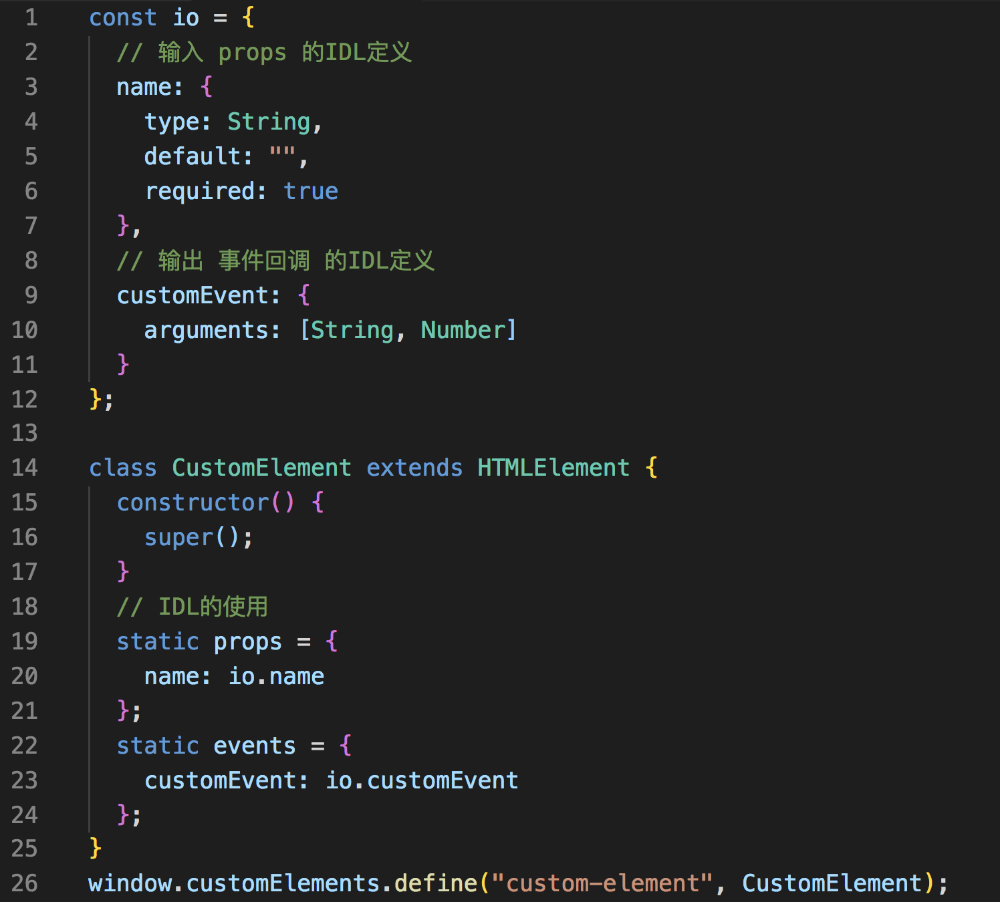 1 const io = {
2 // 输入 props 的IDL定义
3 name: {
4 type: String,
5 default: "",
6 required: true
7 },
8 // 输出 事件回调 的IDL定义
9 customEvent: {
10 arguments: [String, Number]
11 }
12 };
13
14 class CustomElement extends HTMLElement {
15 constructor() {
16 super();
17 }
18 // IDL的使用
19 static props = {
20 name: io.name
21 };
22 static events = {
23 customEvent: io.customEvent
24 };
25 }
26 window.customElements.define("custom-element", CustomElement);